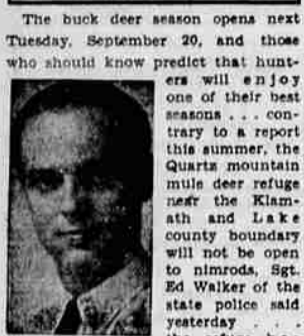 The buck deer season opens next
Tuesday, September 20, and those
who should know predict that hunt-
ers will enjoy
one of their best
seasons . . . con-
trary to a report
this summer, the
Quartz mountain
mule deer refuge
near the Klam-
ath and Lake
county boundary
will not be open
to nimrods, Sgt.
Ed Walker of the
state police said
yesterday . . .